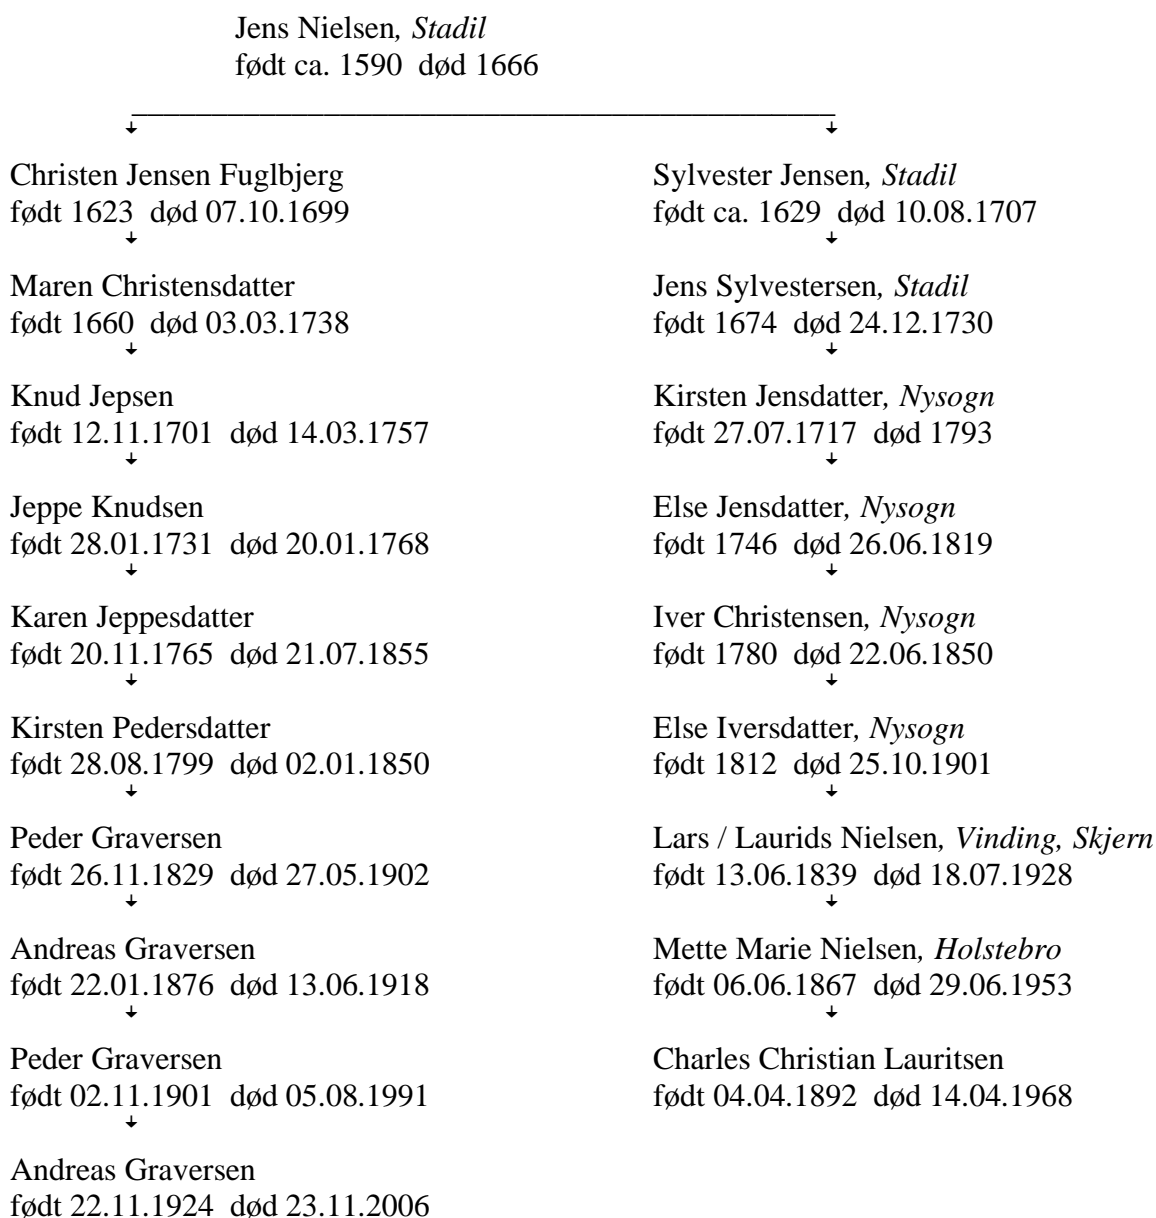 Jens Nielsen, Stadil
født ca. 1590 død 1666
Christen Jensen Fuglbjerg
født 1623 død 07.10.1699
Sylvester Jensen, Stadil
født ca. 1629 død 10.08.1707
Maren Christensdatter
født 1660 død 03.03.1738
Jens Sylvestersen, Stadil
født 1674 død 24.12.1730
Knud Jepsen
født 12.11.1701 død 14.03.1757
Kirsten Jensdatter, Nysogn
født 27.07.1717 død 1793
Jeppe Knudsen
født 28.01.1731 død 20.01.1768
Else Jensdatter, Nysogn
født 1746 død 26.06.1819
Karen Jeppesdatter
født 20.11.1765 død 21.07.1855
Iver Christensen, Nysogn
født 1780 død 22.06.1850
Kirsten Pedersdatter
født 28.08.1799 død 02.01.1850
Else Iversdatter, Nysogn
født 1812 død 25.10.1901
Peder Graversen
født 26.11.1829 død 27.05.1902
Lars / Laurids Nielsen, Vinding, Skjern
født 13.06.1839 død 18.07.1928
Andreas Graversen
født 22.01.1876 død 13.06.1918
Mette Marie Nielsen, Holstebro
født 06.06.1867 død 29.06.1953
Peder Graversen
født 02.11.1901 død 05.08.1991
Charles Christian Lauritsen
født 04.04.1892 død 14.04.1968
Andreas Graversen
født 22.11.1924 død 23.11.2006